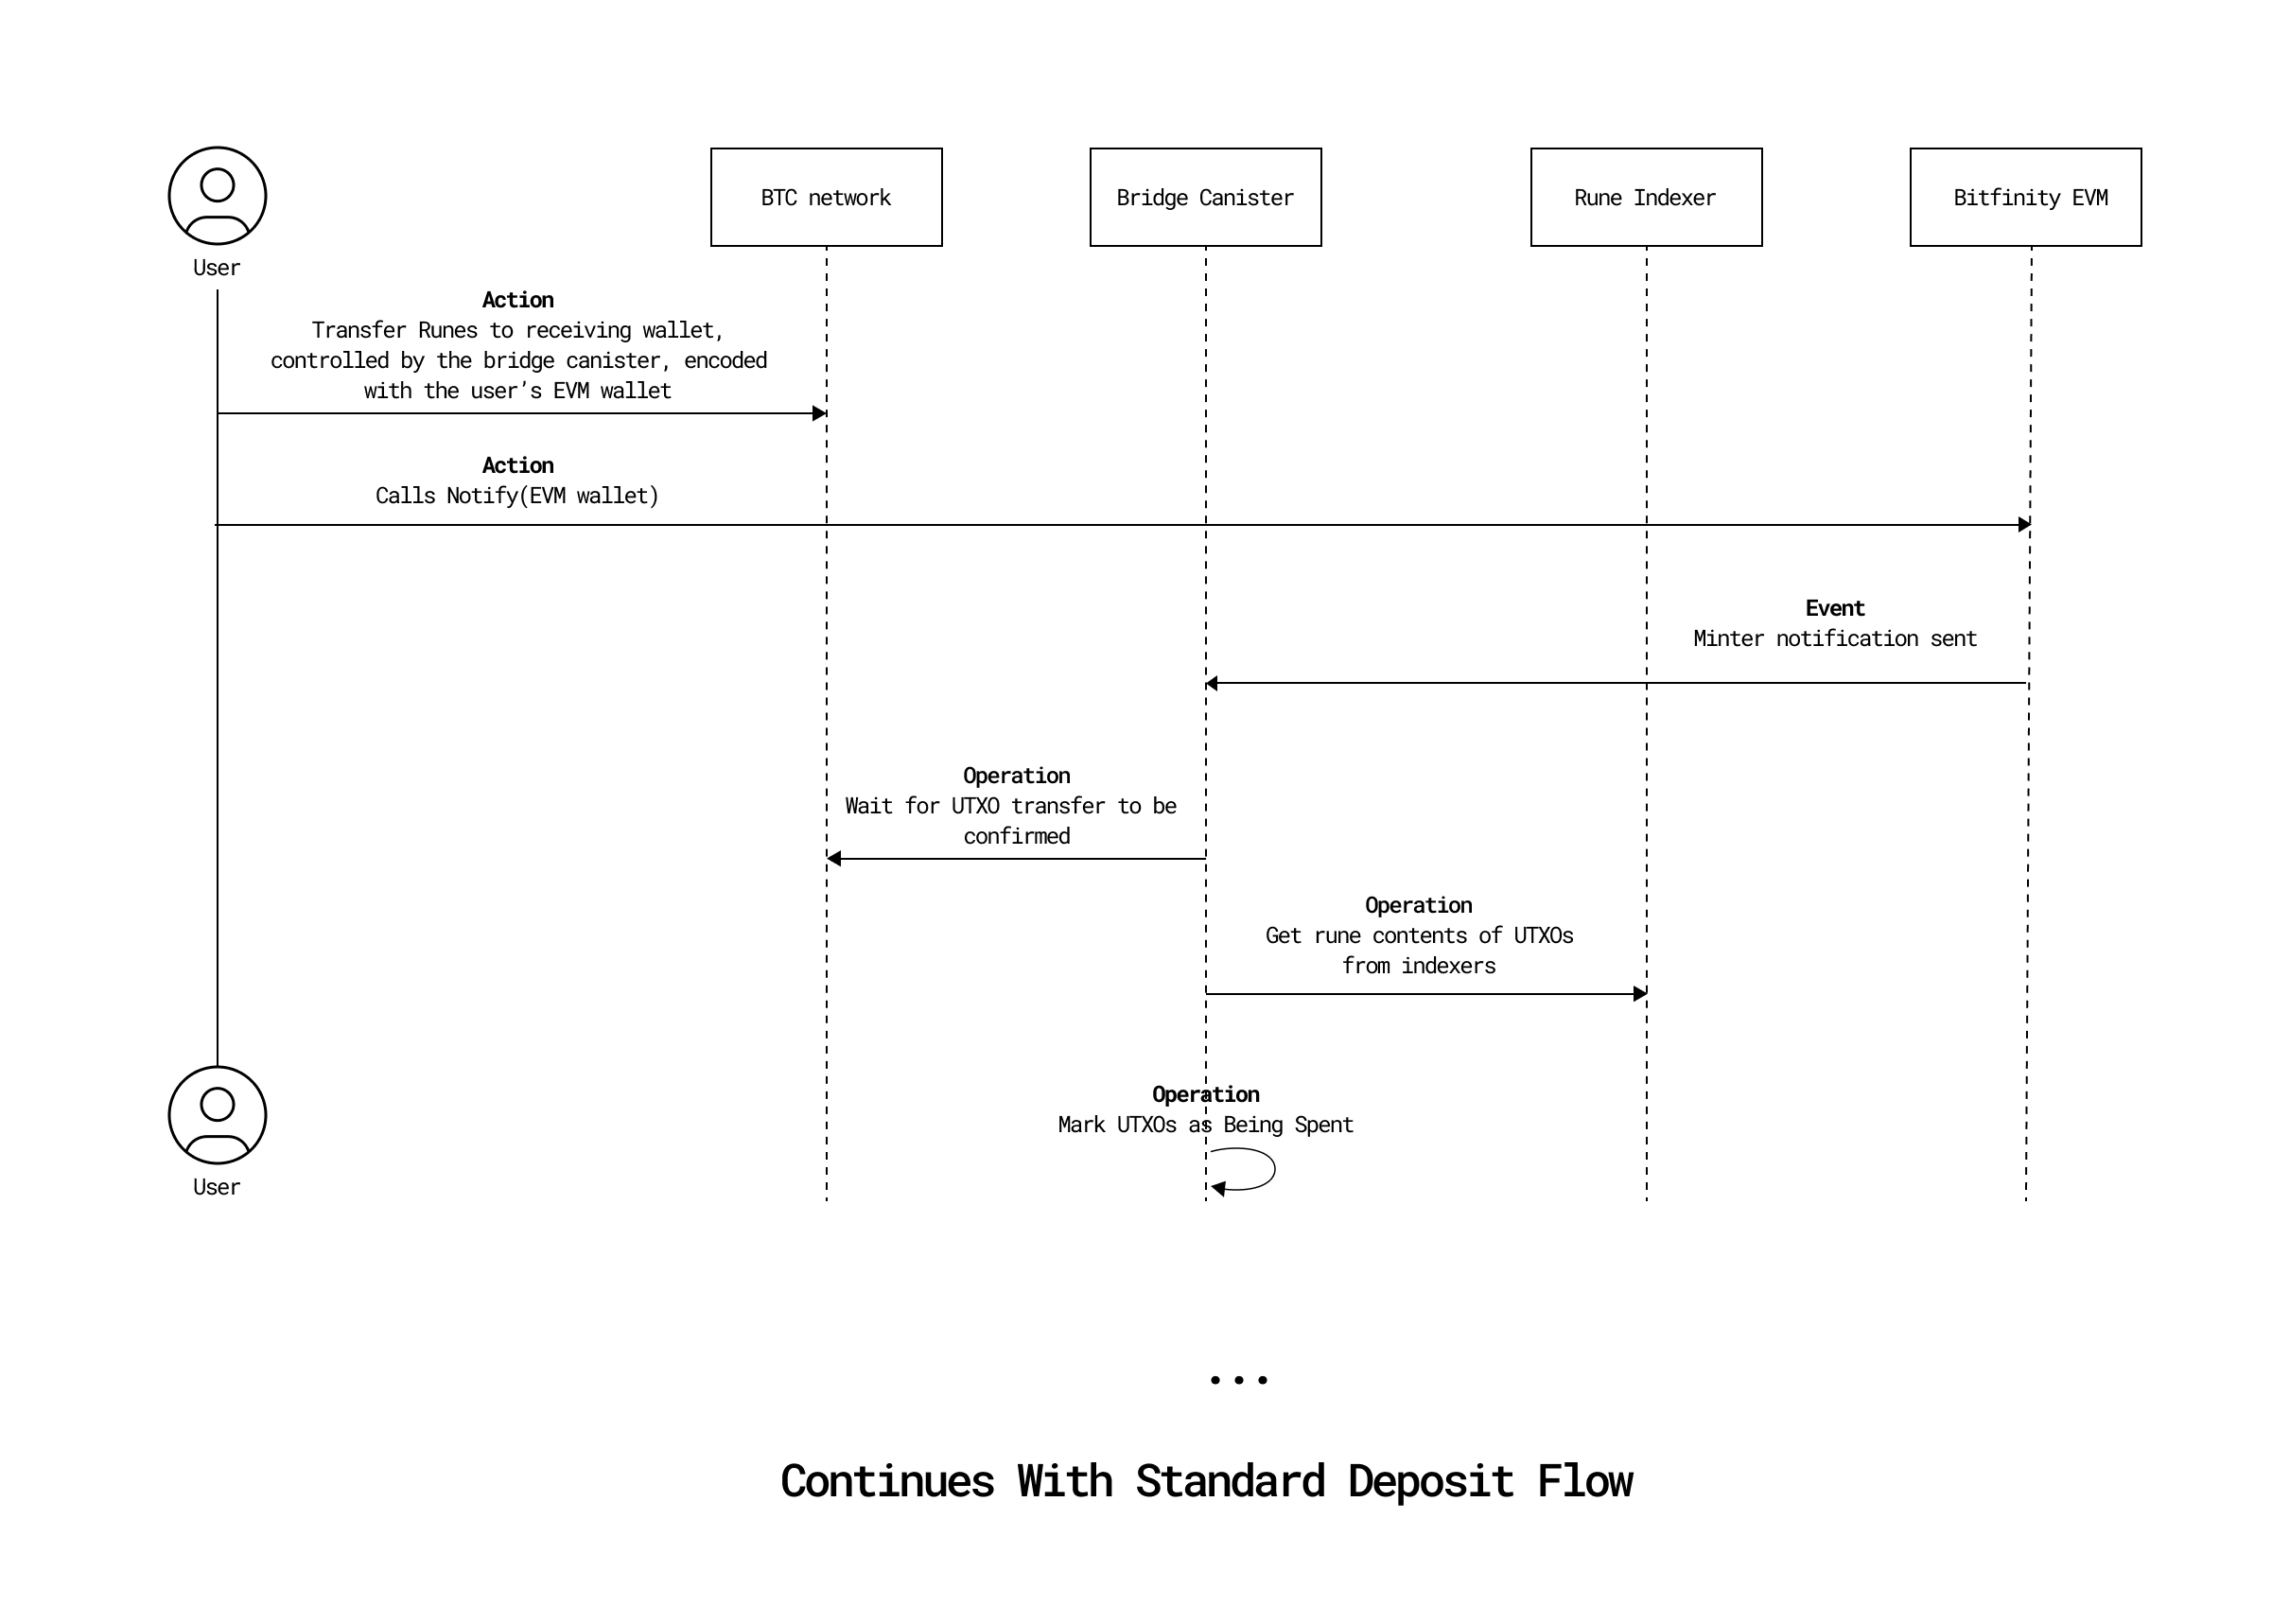 BTC network
Bridge Canister
Rune Indexer
Bitfinity EVM
User
Action
Transfer Runes to receiving wallet,
controlled by the bridge canister, encoded
with the user’s EVM wallet
Action
Calls Notify(EVM wallet)
Event
Minter notification sent
Operation
Wait for UTXO transfer to be
confirmed
Operation
Get rune contents of UTXOs
from indexers
Operation
Mark UTXOs as Being Spent
User
...
Continues With Standard Deposit Flow